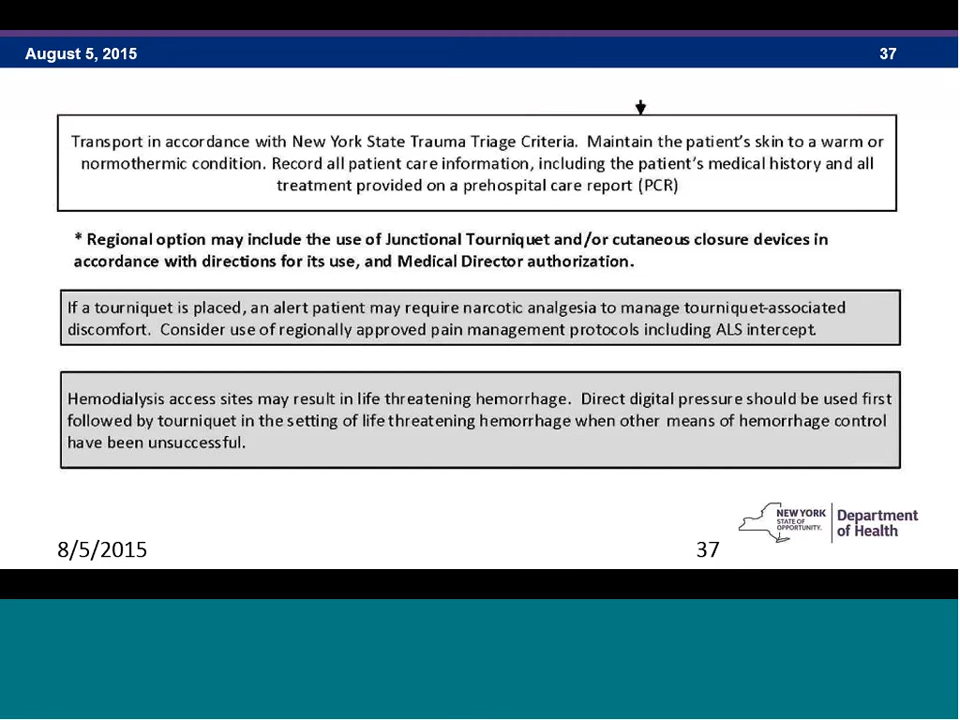 August 5, 2015
37
Transport in accordance with New York State Trauma Triage Criteria. Maintain the patient's skin to a warm or
normothermic condition. Record all patient care information, including the patient's medical history and all
treatment provided on a prehospital care report (PCR)
* Regional option may include the use of Junctional Tourniquet and/or cutaneous closure devices in
accordance with directions for its use, and Medical Director authorization.
If a tourniquet is placed, an alert patient may require narcotic analgesia to manage tourniquet-associated
discomfort. Consider use of regionally approved pain management protocols including ALS intercept.
Hemodialysis access sites may result in life threatening hemorrhage. Direct digital pressure should be used first
followed by tourniquet in the setting of life threatening hemorrhage when other means of hemorrhage control
have been unsuccessful.
NEW YORK
STATE OF
OPPORTUNITY.
Department
of Health
8/5/2015
37